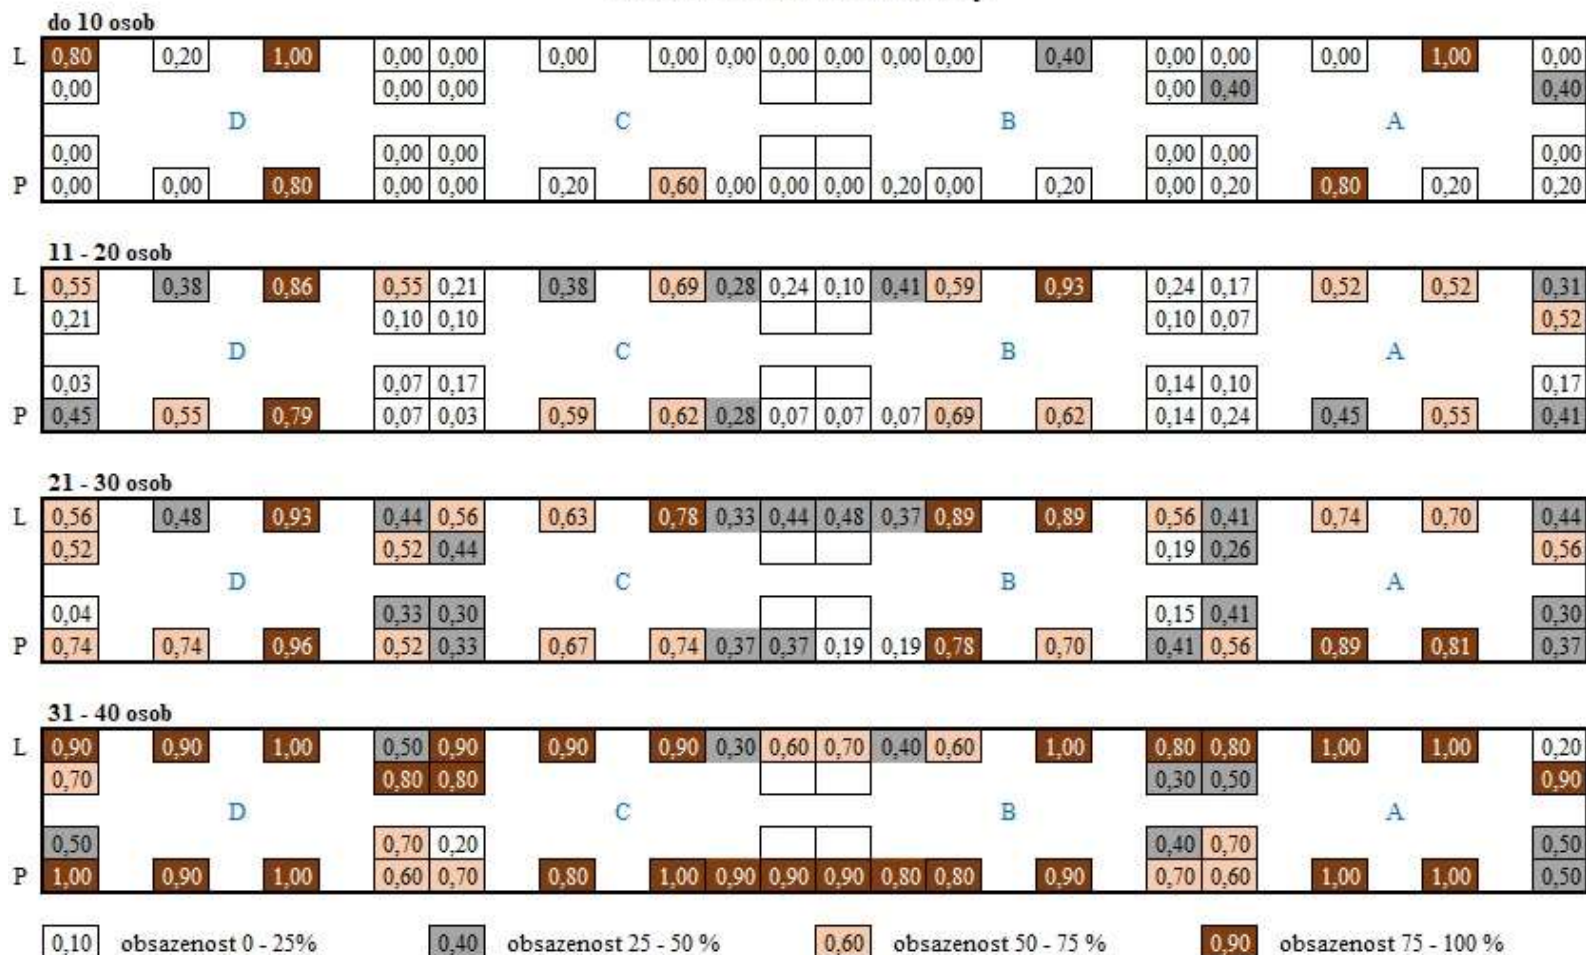 do 10 osob
L 0,80 0,20 1,00 0,00 0,00 0,00 0,00 0,00 0,00 0,00 0,00 0,00 0,40 0,00 0,00 0,00 1,00 0,00
0,00 0,00 0,00 0,00 0,40 0,40
D C B A
0,00 0,00 0,00 0,00 0,00 0,00
P 0,00 0,00 0,80 0,00 0,00 0,20 0,60 0,00 0,00 0,00 0,20 0,00 0,20 0,00 0,20 0,80 0,20 0,20
11 - 20 osob
L 0,55 0,38 0,86 0,55 0,21 0,38 0,69 0,28 0,24 0,10 0,41 0,59 0,93 0,24 0,17 0,52 0,52 0,31
0,21 0,10 0,10 0,10 0,07 0,52
D C B A
0,03 0,07 0,17 0,14 0,10 0,17
P 0,45 0,55 0,79 0,07 0,03 0,59 0,62 0,28 0,07 0,07 0,07 0,69 0,62 0,14 0,24 0,45 0,55 0,41
21 - 30 osob
L 0,56 0,48 0,93 0,44 0,56 0,63 0,78 0,33 0,44 0,48 0,37 0,89 0,89 0,56 0,41 0,74 0,70 0,44
0,52 0,52 0,44 0,19 0,26 0,56
D C B A
0,04 0,33 0,30 0,15 0,41 0,30
P 0,74 0,74 0,96 0,52 0,33 0,67 0,74 0,37 0,37 0,19 0,19 0,78 0,70 0,41 0,56 0,89 0,81 0,37
31 - 40 osob
L 0,90 0,90 1,00 0,50 0,90 0,90 0,90 0,30 0,60 0,70 0,40 0,60 1,00 0,80 0,80 1,00 1,00 0,20
0,70 0,80 0,80 0,30 0,50 0,90
D C B A
0,50 0,70 0,20 0,40 0,70 0,50
P 1,00 0,90 1,00 0,60 0,70 0,80 1,00 0,90 0,90 0,90 0,80 0,80 0,90 0,70 0,60 1,00 1,00 0,50
0,10 obsazenost 0 - 25% 0,40 obsazenost 25 - 50 % 0,60 obsazenost 50 - 75 % 0,90 obsazenost 75 - 100 %